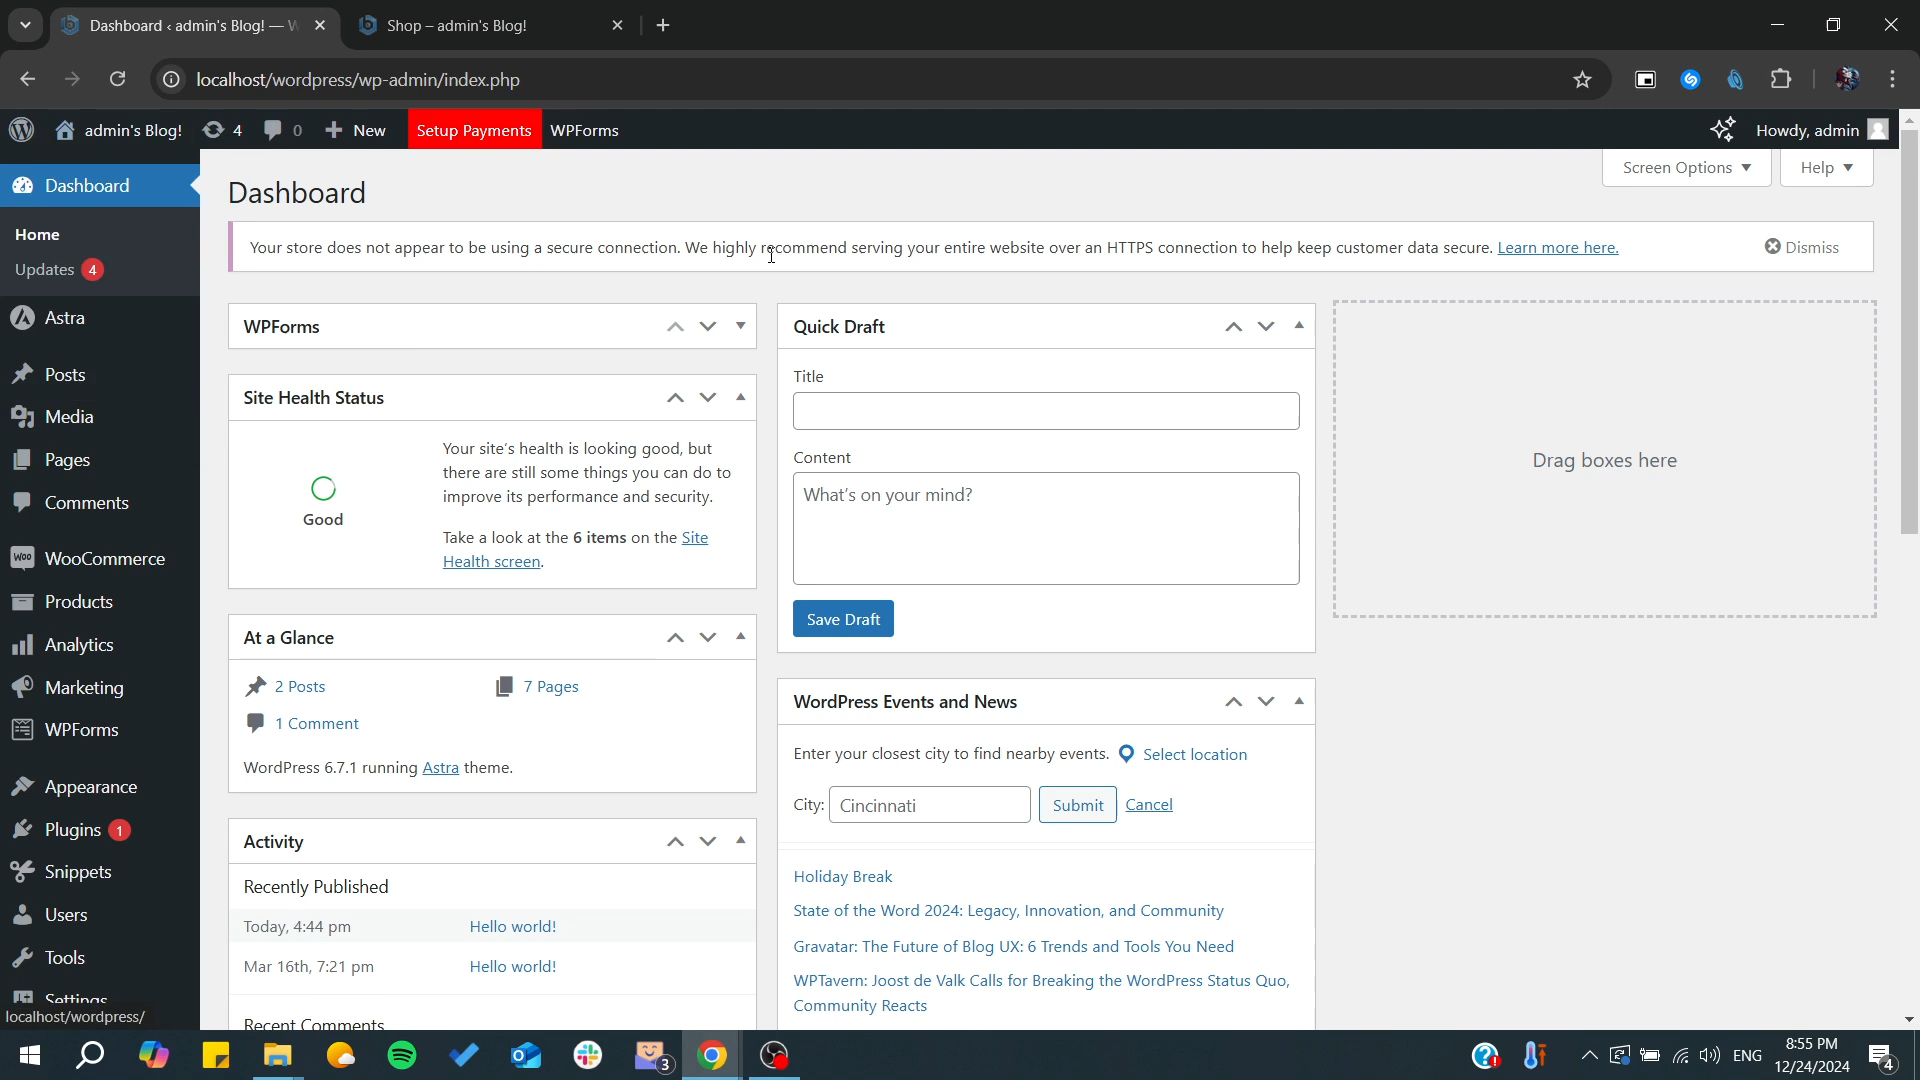 Dashboard ‹ admin's Blog! — W
Shop – admin's Blog!
localhost/wordpress/wp-admin/index.php
admin's Blog!
4
0
New
Setup Payments
WPForms
Howdy, admin
Dashboard
Home
Updates 4
Astra
Posts
Media
Pages
Comments
WooCommerce
Products
Analytics
Marketing
WPForms
Appearance
Plugins 1
Snippets
Users
Tools
Settings
localhost/wordpress/
Screen Options
Help
Dashboard
Your store does not appear to be using a secure connection. We highly recommend serving your entire website over an HTTPS connection to help keep customer data secure. Learn more here.
Dismiss
WPForms
Site Health Status
Good
Your site's health is looking good, but
there are still some things you can do to
improve its performance and security.
Take a look at the 6 items on the Site
Health screen.
At a Glance
2 Posts
7 Pages
1 Comment
WordPress 6.7.1 running Astra theme.
Activity
Recently Published
Today, 4:44 pm Hello world!
Mar 16th, 7:21 pm Hello world!
Recent Comments
Quick Draft
Title
Content
What's on your mind?
Save Draft
WordPress Events and News
Enter your closest city to find nearby events. Select location
City: Cincinnati Submit Cancel
Holiday Break
State of the Word 2024: Legacy, Innovation, and Community
Gravatar: The Future of Blog UX: 6 Trends and Tools You Need
WPTavern: Joost de Valk Calls for Breaking the WordPress Status Quo,
Community Reacts
Drag boxes here
3
ENG
8:55 PM
12/24/2024
4